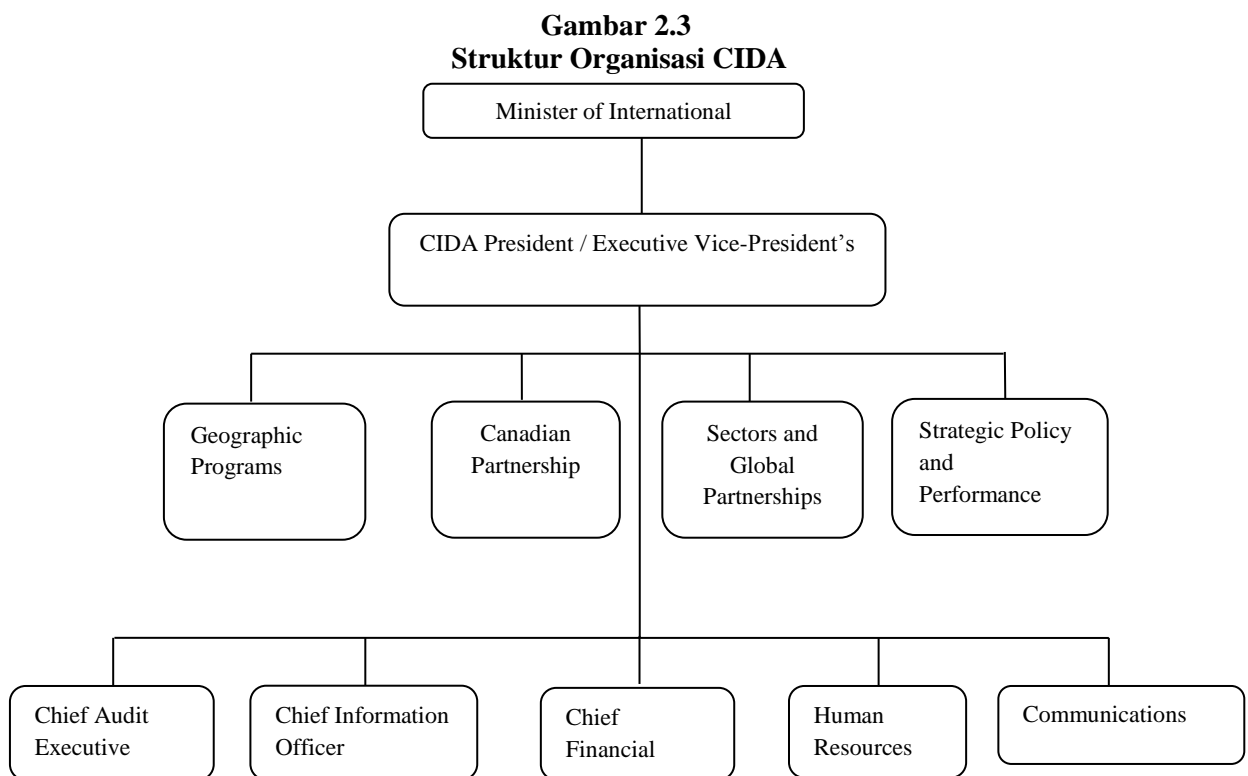 Gambar 2.3
Struktur Organisasi CIDA
Minister of International
CIDA President / Executive Vice-President’s
Geographic
Programs
Canadian
Partnership
Sectors and
Global
Partnerships
Strategic Policy
and
Performance
Chief Audit
Executive
Chief Information
Officer
Chief
Financial
Human
Resources
Communications